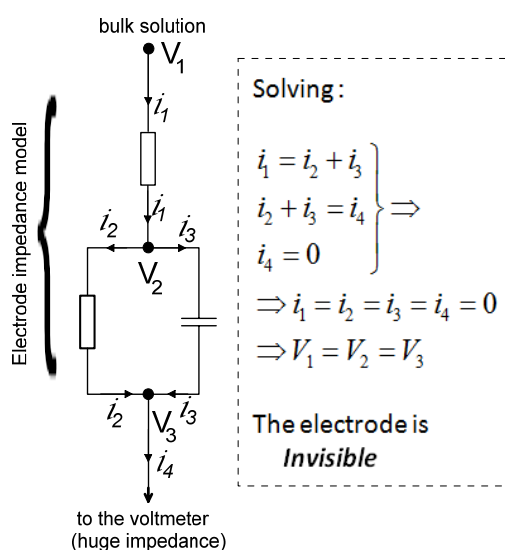 bulk solution
V1
i1
i1
i2 i3
V2
Electrode impedance model
i2 i3
V3
i4
to the voltmeter
(huge impedance)
Solving :
i1 = i2 + i3
i2 + i3 = i4 } ⇒
i4 = 0
⇒ i1 = i2 = i3 = i4 = 0
⇒ V1 = V2 = V3
The electrode is
Invisible